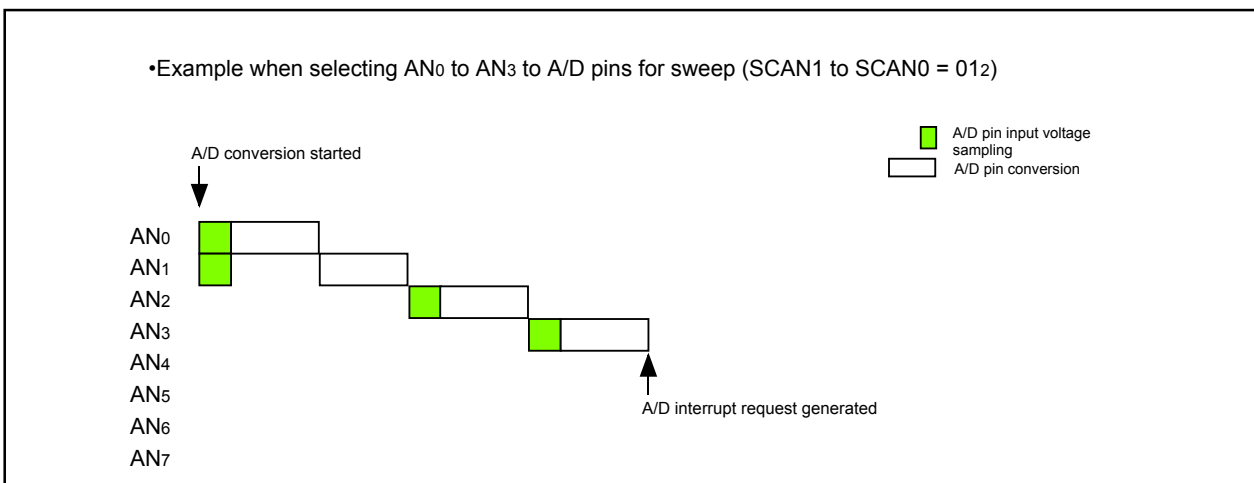 •Example when selecting AN0 to AN3 to A/D pins for sweep (SCAN1 to SCAN0 = 012)
A/D pin input voltage
sampling
A/D pin conversion
A/D conversion started
AN0
AN1
AN2
AN3
AN4
AN5
AN6
AN7
A/D interrupt request generated